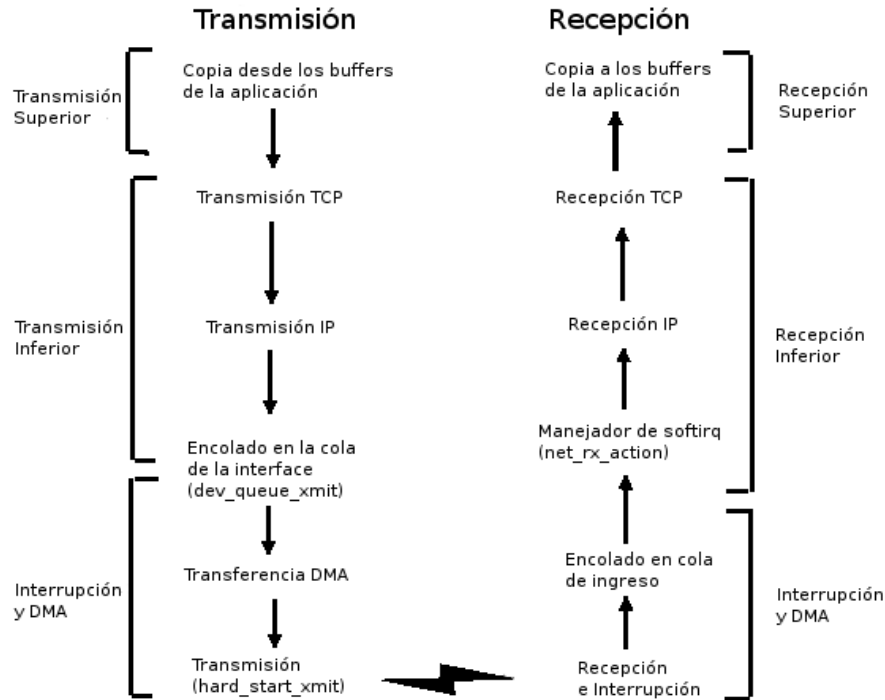 Transmisión
Recepción
Transmisión
Superior
Copia desde los buffers
de la aplicación
Copia a los buffers
de la aplicación
Recepción
Superior
Transmisión
Inferior
Transmisión TCP
Recepción TCP
Transmisión IP
Recepción IP
Recepción
Inferior
Encolado en la cola
de la interface
(dev_queue_xmit)
Manejador de softirq
(net_rx_action)
Interrupción
y DMA
Transferencia DMA
Encolado en cola
de ingreso
Interrupción
y DMA
Transmisión
(hard_start_xmit)
Recepción
e Interrupción